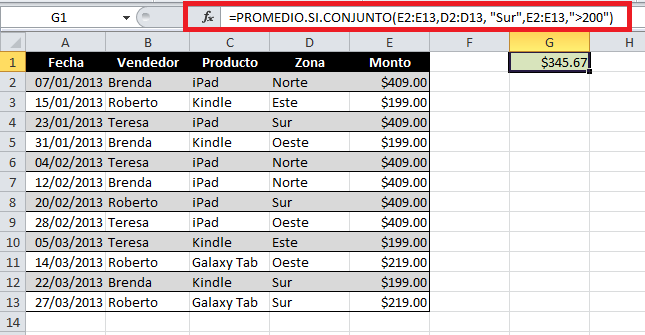 G1 fx =PROMEDIO.SI.CONJUNTO(E2:E13,D2:D13, "Sur",E2:E13,">200")
A B C D E F G H
1 Fecha Vendedor Producto Zona Monto $345.67
2 07/01/2013 Brenda iPad Norte $409.00
3 15/01/2013 Roberto Kindle Este $199.00
4 23/01/2013 Teresa iPad Sur $409.00
5 31/01/2013 Brenda Kindle Oeste $199.00
6 04/02/2013 Teresa iPad Norte $409.00
7 12/02/2013 Brenda iPad Norte $409.00
8 20/02/2013 Roberto iPad Sur $409.00
9 28/02/2013 Teresa iPad Oeste $409.00
10 05/03/2013 Teresa Kindle Este $199.00
11 14/03/2013 Roberto Galaxy Tab Oeste $219.00
12 22/03/2013 Brenda Kindle Sur $199.00
13 27/03/2013 Roberto Galaxy Tab Sur $219.00
14